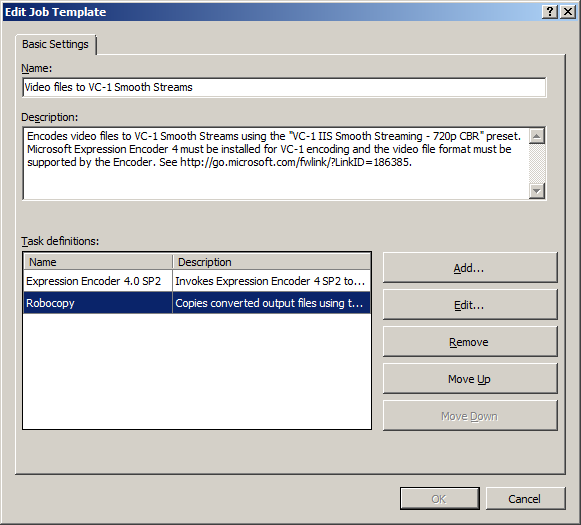 Edit Job Template
Basic Settings
Name:
Video files to VC-1 Smooth Streams
Description:
Encodes video files to VC-1 Smooth Streams using the "VC-1 IIS Smooth Streaming - 720p CBR" preset.
Microsoft Expression Encoder 4 must be installed for VC-1 encoding and the video file format must be
supported by the Encoder. See http://go.microsoft.com/fwlink/?LinkID=186385.
Task definitions:
Name Description
Expression Encoder 4.0 SP2 Invokes Expression Encoder 4 SP2 to...
Robocopy Copies converted output files using t...
Add...
Edit...
Remove
Move Up
Move Down
OK Cancel